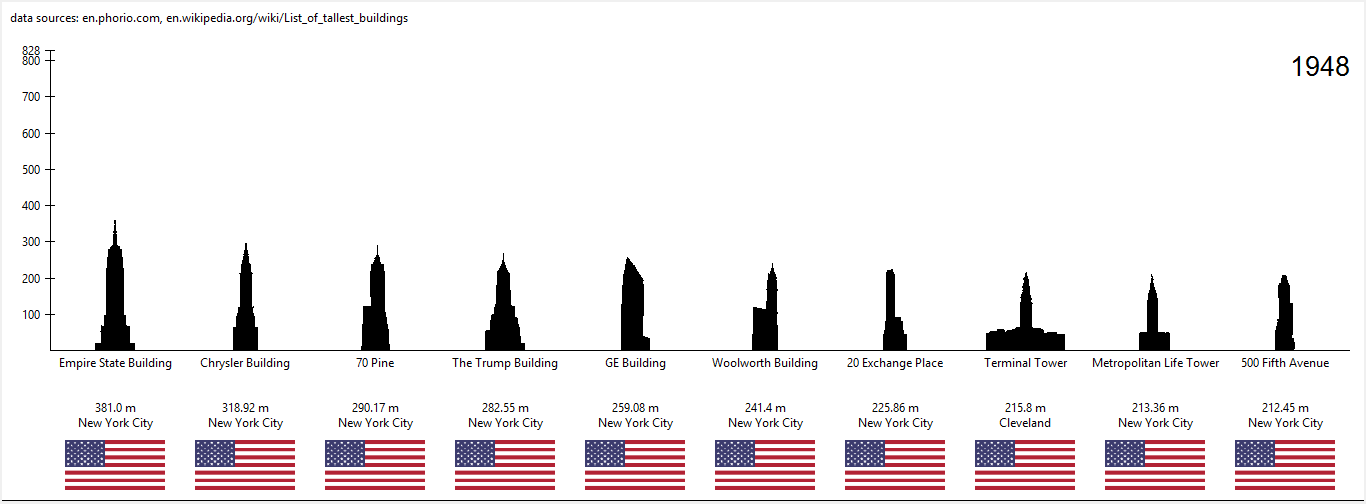 data sources: en.phorio.com, en.wikipedia.org/wiki/List_of_tallest_buildings
1948
828
800
700
600
500
400
300
200
100
Empire State Building Chrysler Building 70 Pine The Trump Building GE Building Woolworth Building 20 Exchange Place Terminal Tower Metropolitan Life Tower 500 Fifth Avenue
381.0 m 318.92 m 290.17 m 282.55 m 259.08 m 241.4 m 225.86 m 215.8 m 213.36 m 212.45 m
New York City New York City New York City New York City New York City New York City New York City Cleveland New York City New York City